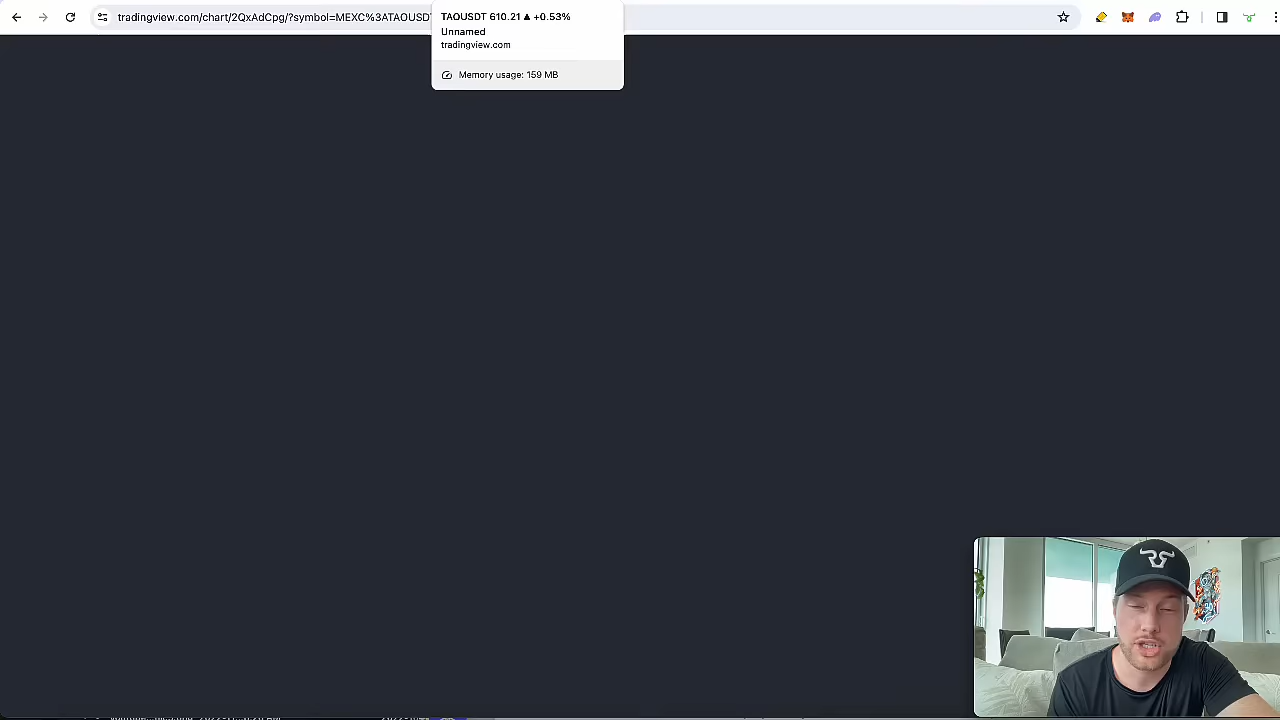 tradingview.com/chart/2QxAdCpg/?symbol=MEXC%3ATAOUSDT
TAOUSDT 610.21 ▲ +0.53%
Unnamed
tradingview.com
Memory usage: 159 MB